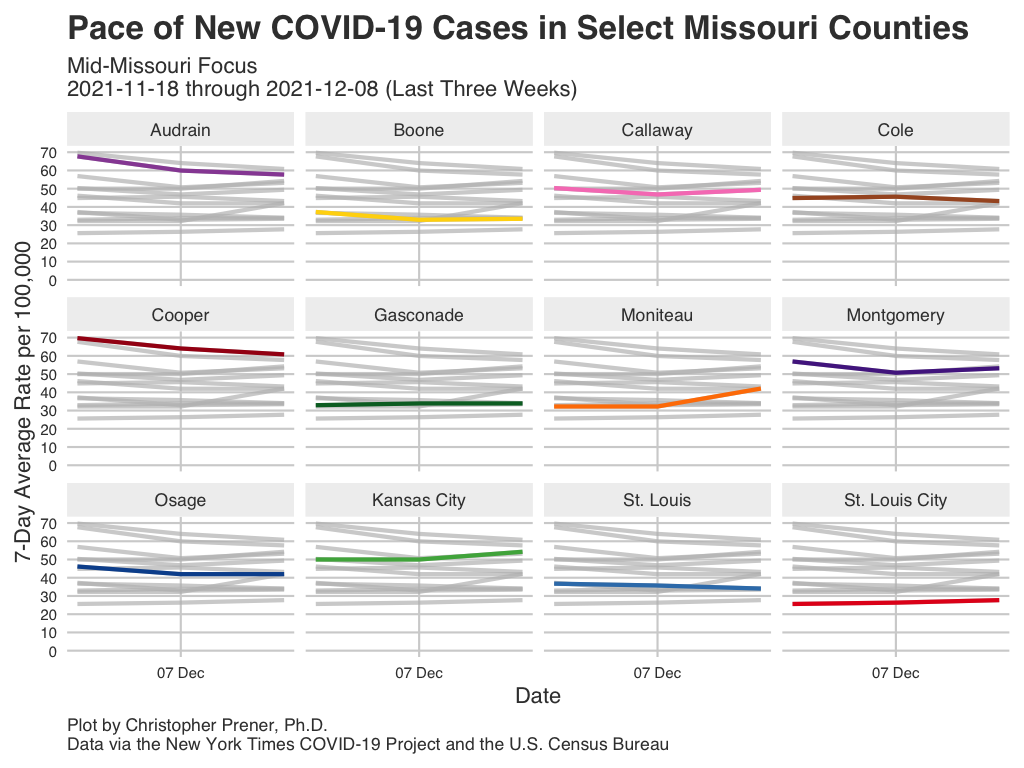 Pace of New COVID-19 Cases in Select Missouri Counties
Mid-Missouri Focus
2021-11-18 through 2021-12-08 (Last Three Weeks)
7-Day Average Rate per 100,000
Audrain Boone Callaway Cole
70
60
50
40
30
20
10
0
Cooper Gasconade Moniteau Montgomery
70
60
50
40
30
20
10
0
Osage Kansas City St. Louis St. Louis City
70
60
50
40
30
20
10
0
07 Dec 07 Dec 07 Dec 07 Dec
Date
Plot by Christopher Prener, Ph.D.
Data via the New York Times COVID-19 Project and the U.S. Census Bureau